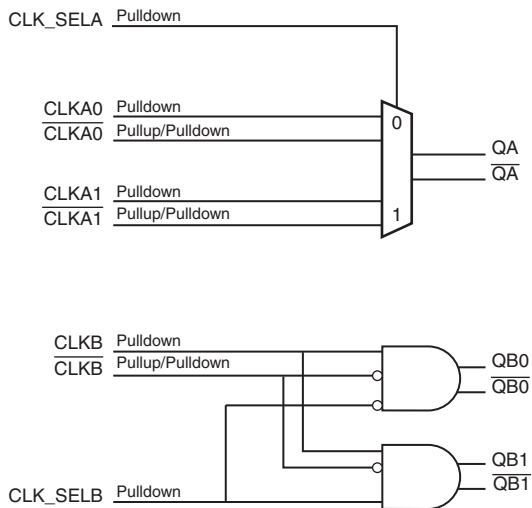 CLK_SELA Pulldown
CLKA0 Pulldown
CLKA0 Pullup/Pulldown
0
QA
QA
CLKA1 Pulldown
CLKA1 Pullup/Pulldown
1
CLKB Pulldown
CLKB Pullup/Pulldown
QB0
QB0
QB1
QB1
CLK_SELB Pulldown